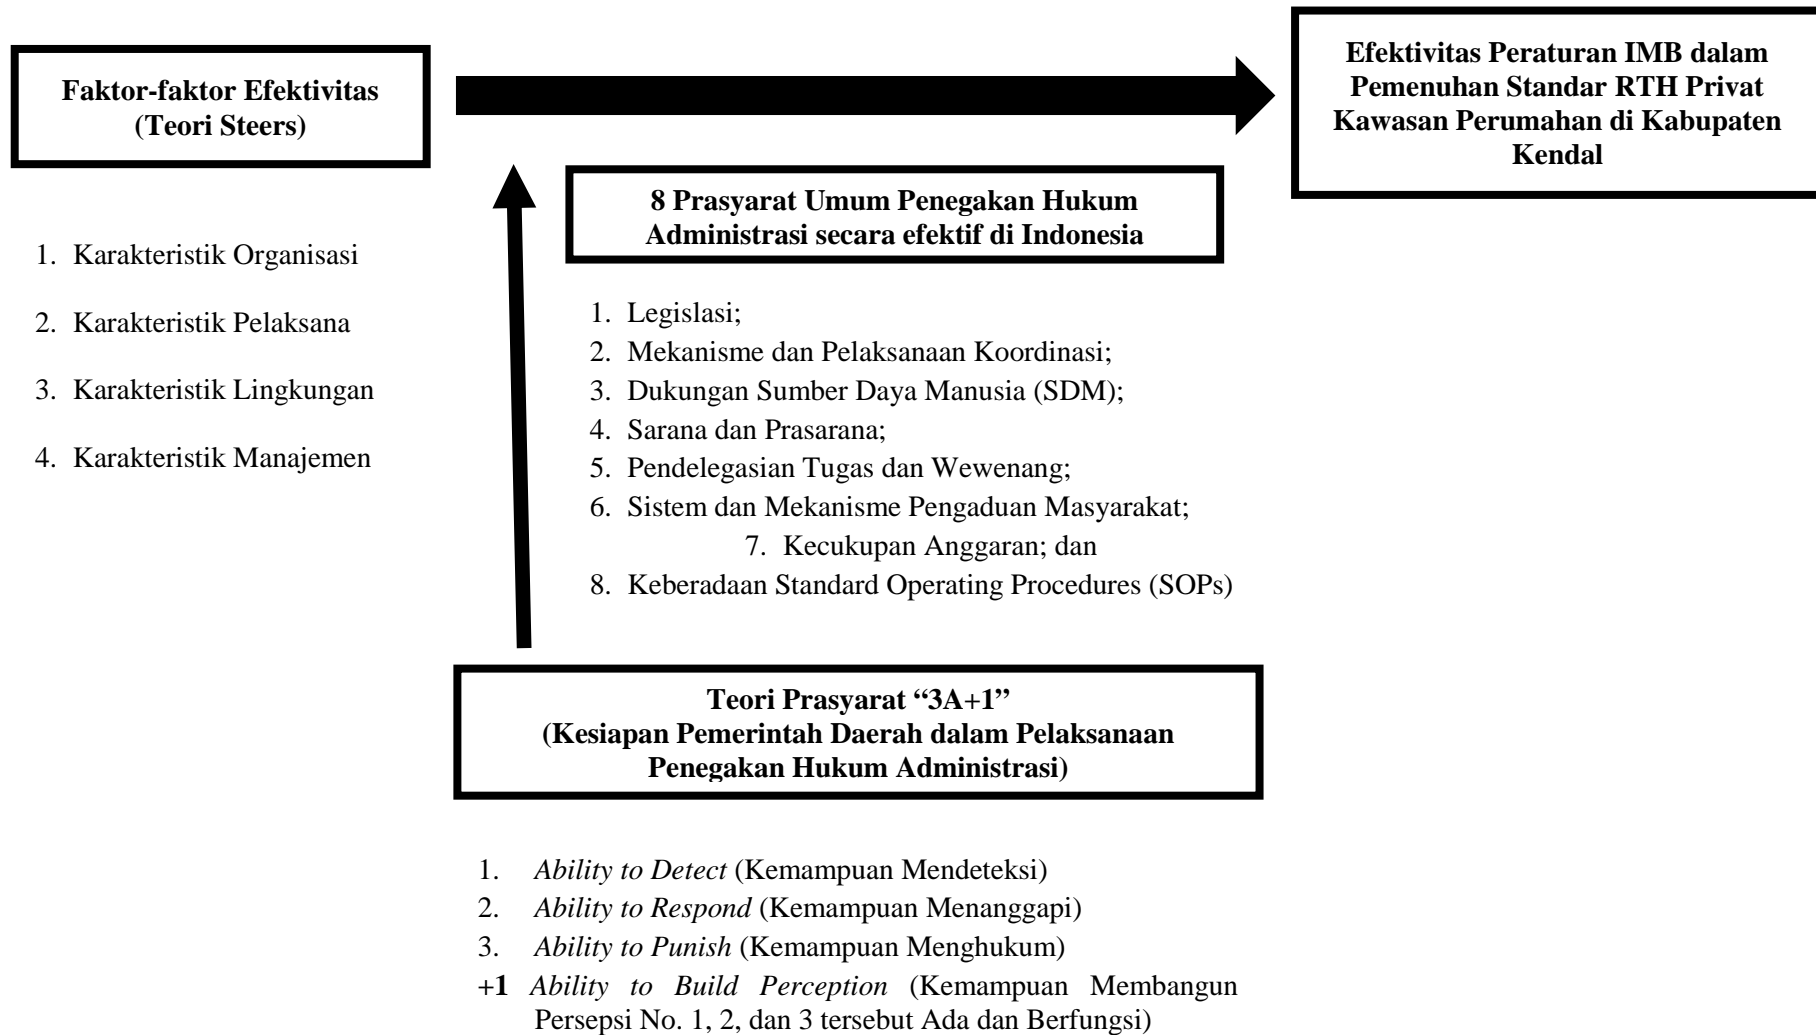 Faktor-faktor Efektivitas
(Teori Steers)
1. Karakteristik Organisasi
2. Karakteristik Pelaksana
3. Karakteristik Lingkungan
4. Karakteristik Manajemen
Efektivitas Peraturan IMB dalam
Pemenuhan Standar RTH Privat
Kawasan Perumahan di Kabupaten
Kendal
8 Prasyarat Umum Penegakan Hukum
Administrasi secara efektif di Indonesia
1. Legislasi;
2. Mekanisme dan Pelaksanaan Koordinasi;
3. Dukungan Sumber Daya Manusia (SDM);
4. Sarana dan Prasarana;
5. Pendelegasian Tugas dan Wewenang;
6. Sistem dan Mekanisme Pengaduan Masyarakat;
7. Kecukupan Anggaran; dan
8. Keberadaan Standard Operating Procedures (SOPs)
Teori Prasyarat “3A+1”
(Kesiapan Pemerintah Daerah dalam Pelaksanaan
Penegakan Hukum Administrasi)
1. Ability to Detect (Kemampuan Mendeteksi)
2. Ability to Respond (Kemampuan Menanggapi)
3. Ability to Punish (Kemampuan Menghukum)
+1 Ability to Build Perception (Kemampuan Membangun
Persepsi No. 1, 2, dan 3 tersebut Ada dan Berfungsi)